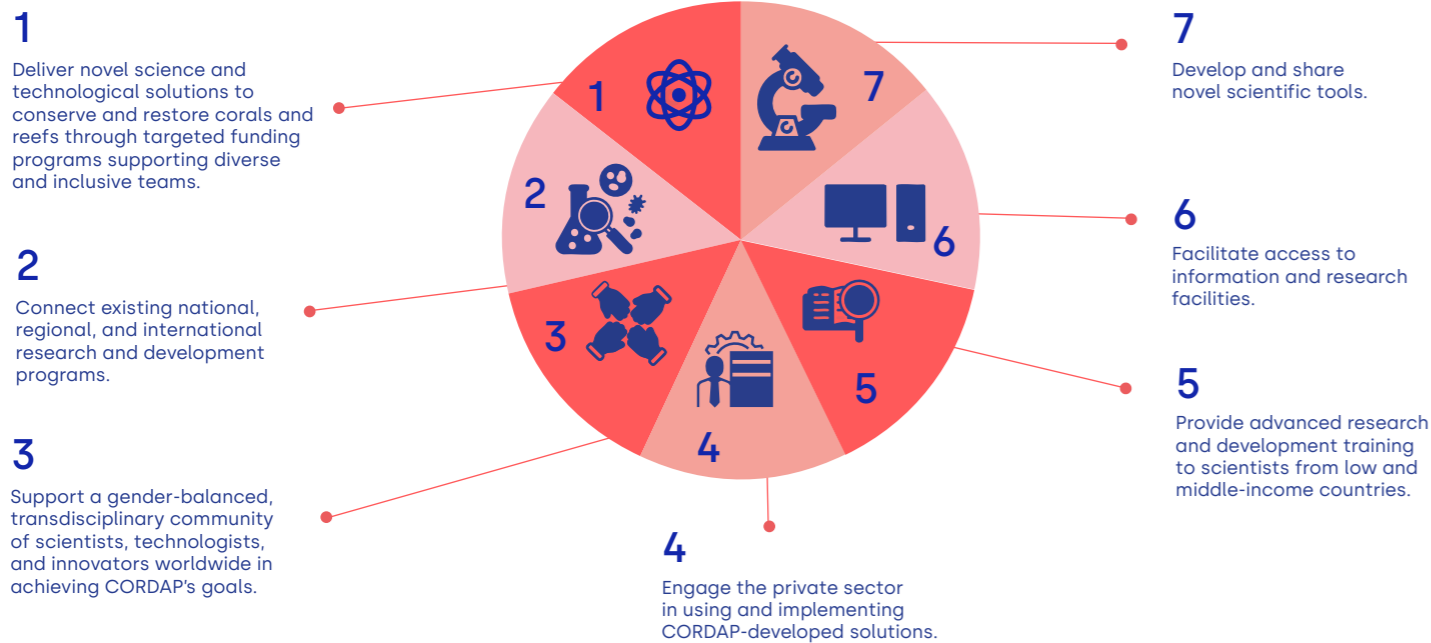 1
Deliver novel science and
technological solutions to
conserve and restore corals and
reefs through targeted funding
programs supporting diverse
and inclusive teams.
2
Connect existing national,
regional, and international
research and development
programs.
3
Support a gender-balanced,
transdisciplinary community
of scientists, technologists,
and innovators worldwide in
achieving CORDAP's goals.
1
2
3
4
5
6
7
4
Engage the private sector
in using and implementing
CORDAP-developed solutions.
7
Develop and share
novel scientific tools.
6
Facilitate access to
information and research
facilities.
5
Provide advanced research
and development training
to scientists from low and
middle-income countries.